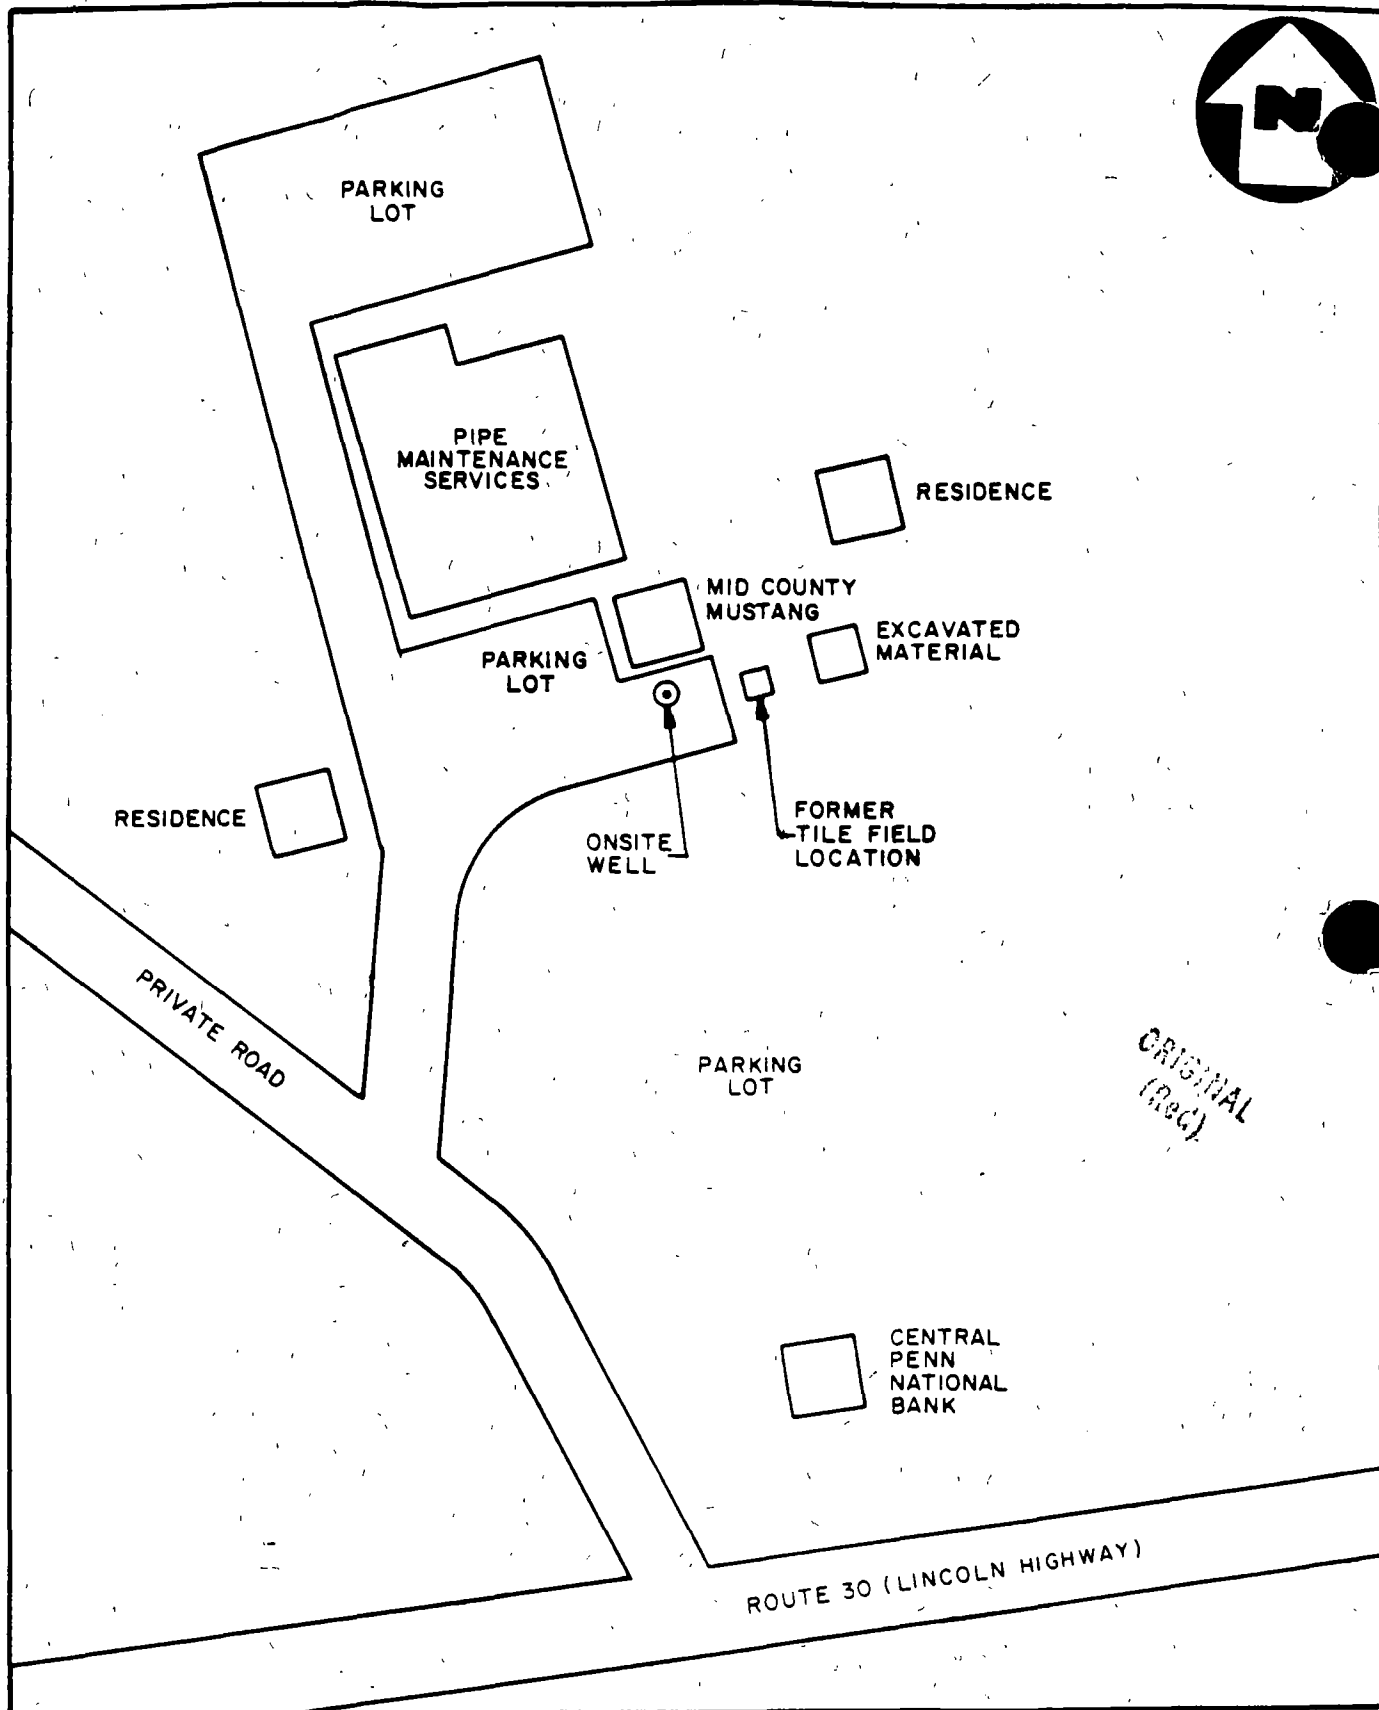 N
PARKING
LOT
PIPE
MAINTENANCE
SERVICES
RESIDENCE
MID COUNTY
MUSTANG
EXCAVATED
MATERIAL
PARKING
LOT
RESIDENCE
ONSITE
WELL
FORMER
TILE FIELD
LOCATION
PRIVATE ROAD
PARKING
LOT
ORIGINAL
(Red)
CENTRAL
PENN
NATIONAL
BANK
ROUTE 30 (LINCOLN HIGHWAY)